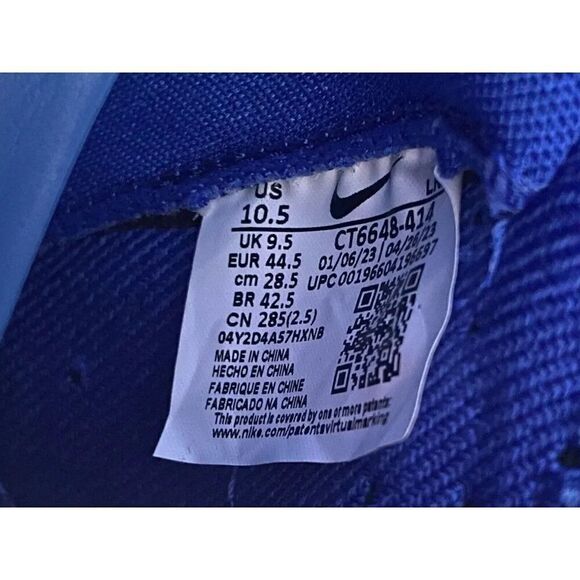 US
10.5
UK 9.5
EUR 44.5
cm 28.5
BR 42.5
CN 285(2.5)
04Y2D4A57HXNB
MADE IN CHINA
HECHO EN CHINA
FABRIQUE EN CHINE
FABRICADO NA CHINA
This product is covered by one or more patents:
www.nike.com/patentsvirtualmarking
CT6648-414
01/06/23 | 04/26/23
UPC 00196604196697